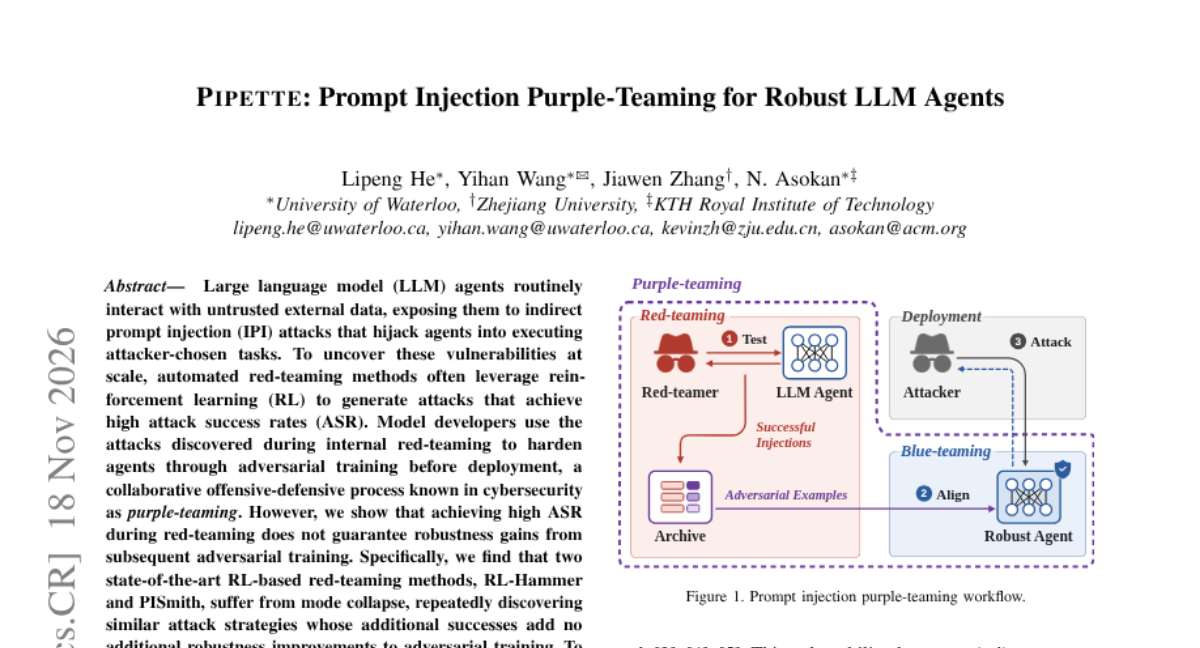 PIPETTE: Prompt Injection Purple-Teaming for Robust LLM Agents
Lipeng He*, Yihan Wang*✉, Jiawen Zhang†, N. Asokan*‡
*University of Waterloo, †Zhejiang University, ‡KTH Royal Institute of Technology
lipeng.he@uwaterloo.ca, yihan.wang@uwaterloo.ca, kevinzh@zju.edu.cn, asokan@acm.org
cs.CR] 18 Nov 2026
Abstract— Large language model (LLM) agents routinely
interact with untrusted external data, exposing them to indirect
prompt injection (IPI) attacks that hijack agents into executing
attacker-chosen tasks. To uncover these vulnerabilities at
scale, automated red-teaming methods often leverage rein-
forcement learning (RL) to generate attacks that achieve
high attack success rates (ASR). Model developers use the
attacks discovered during internal red-teaming to harden
agents through adversarial training before deployment, a
collaborative offensive-defensive process known in cybersecurity
as purple-teaming. However, we show that achieving high ASR
during red-teaming does not guarantee robustness gains from
subsequent adversarial training. Specifically, we find that two
state-of-the-art RL-based red-teaming methods, RL-Hammer
and PISmith, suffer from mode collapse, repeatedly discovering
similar attack strategies whose additional successes add no
additional robustness improvements to adversarial training. To
Purple-teaming
Red-teaming
1 Test
Red-teamer
LLM Agent
Successful
Injections
Archive
Adversarial Examples
Deployment
3 Attack
Attacker
Blue-teaming
2 Align
Robust Agent
Figure 1. Prompt injection purple-teaming workflow.